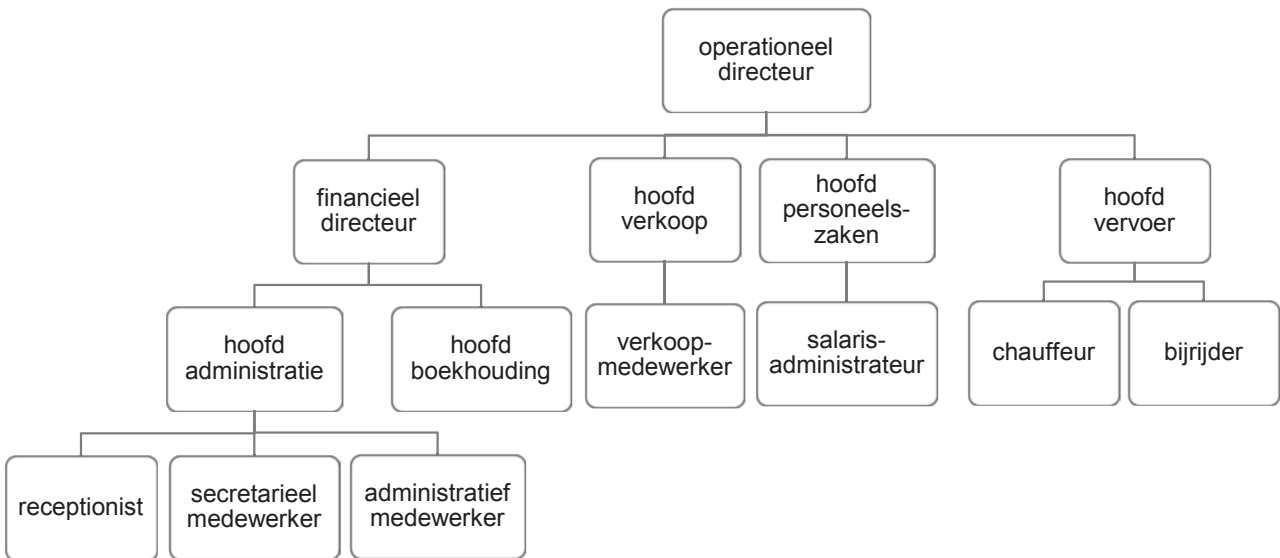 operationeel
directeur
financieel
directeur
hoofd
verkoop
hoofd
personeels-
zaken
hoofd
vervoer
hoofd
administratie
hoofd
boekhouding
verkoop-
medewerker
salaris-
administrateur
chauffeur
bijrijder
receptionist
secretarieel
medewerker
administratief
medewerker